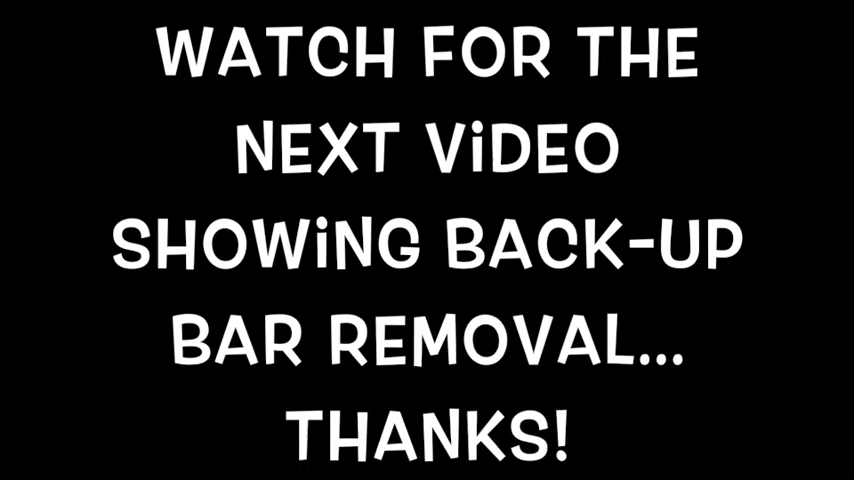 WATCH FOR THE
NEXT ViDEO
SHOWiNG BACK-UP
BAR REMOVAL...
THANKS!